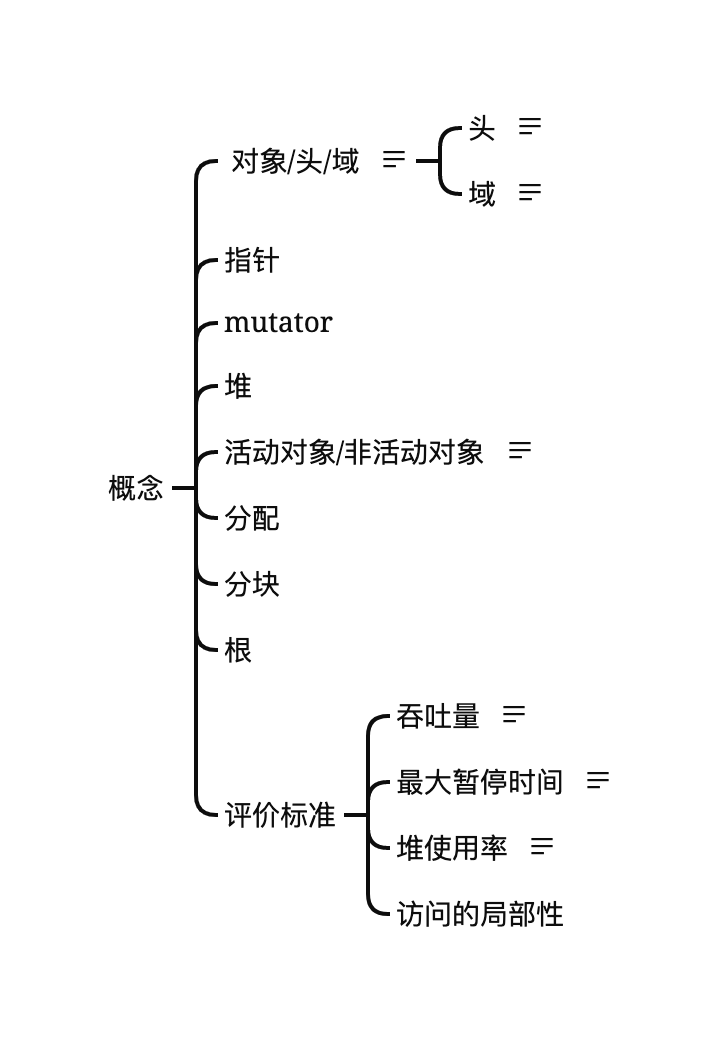 概念
对象/头/域
头
域
指针
mutator
堆
活动对象/非活动对象
分配
分块
根
评价标准
吞吐量
最大暂停时间
堆使用率
访问的局部性